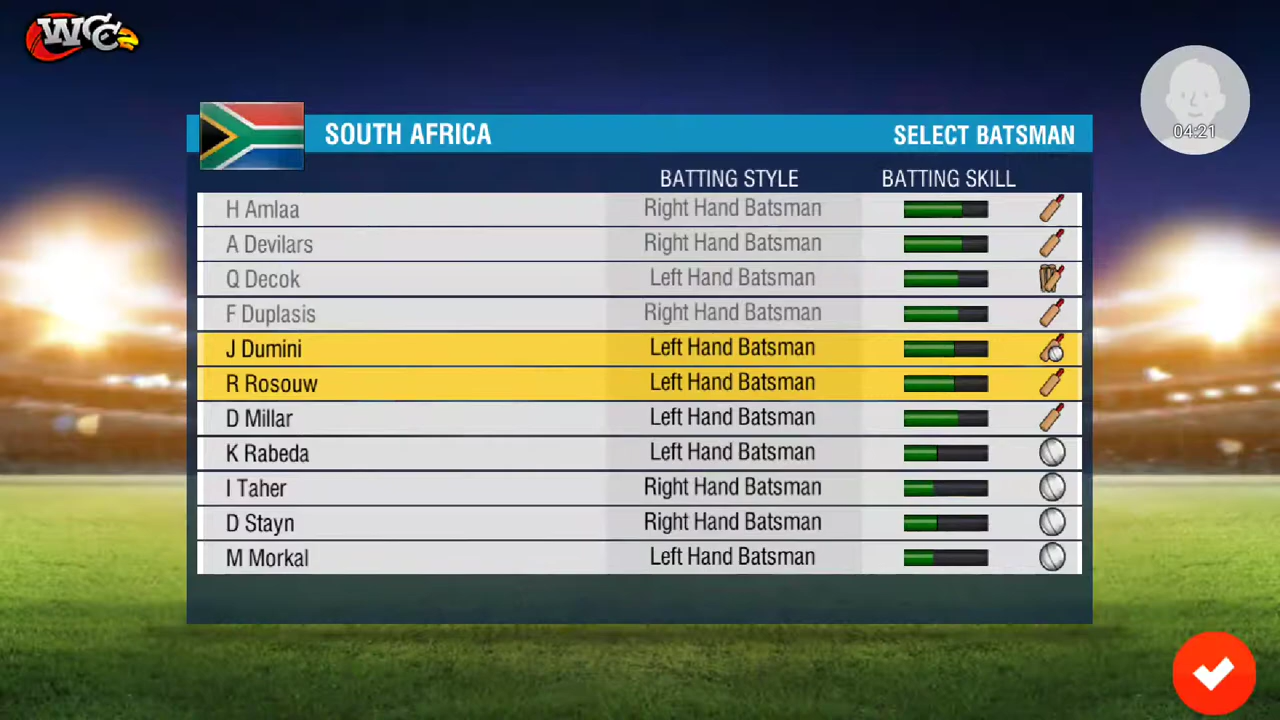 WCC
04:21
SOUTH AFRICA SELECT BATSMAN
BATTING STYLE BATTING SKILL
H Amlaa Right Hand Batsman
A Devilars Right Hand Batsman
Q Decok Left Hand Batsman
F Duplasis Right Hand Batsman
J Dumini Left Hand Batsman
R Rosouw Left Hand Batsman
D Millar Left Hand Batsman
K Rabeda Left Hand Batsman
I Taher Right Hand Batsman
D Stayn Right Hand Batsman
M Morkal Left Hand Batsman